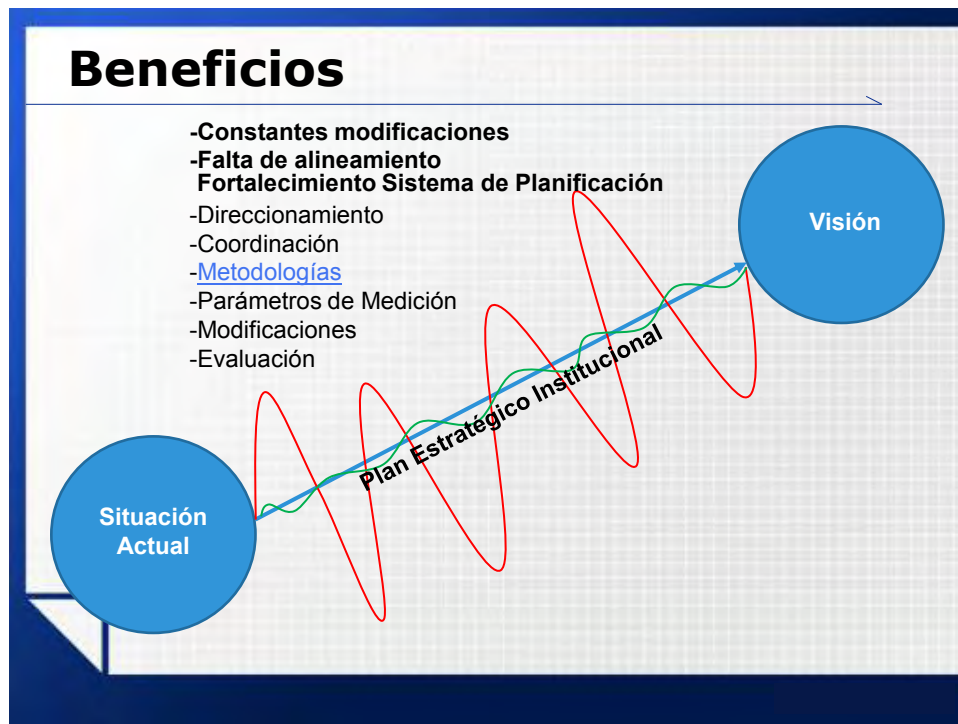 Beneficios
-Constantes modificaciones
-Falta de alineamiento
Fortalecimiento Sistema de Planificación
-Direccionamiento
-Coordinación
-Metodologías
-Parámetros de Medición
-Modificaciones
-Evaluación
Visión
Plan Estratégico Institucional
Situación
Actual